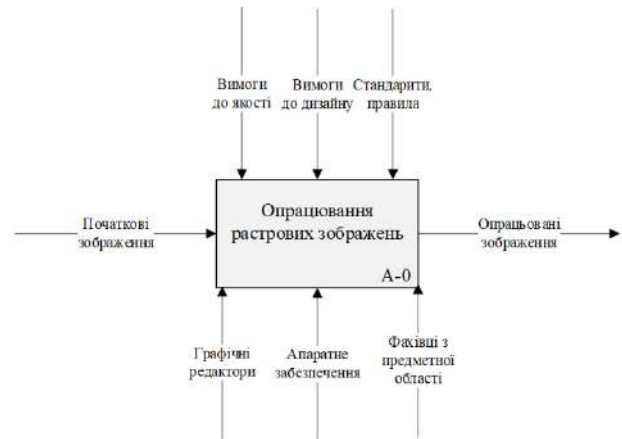 Вимоги
до якості
Вимоги
до дизайну
Стандарти,
правила
Початкові
зображення
Опрацювання
растрових зображень
А-0
Опрацьовані
зображення
Графічні
редактори
Апаратне
забезпечення
Фахівці з
предметної
області